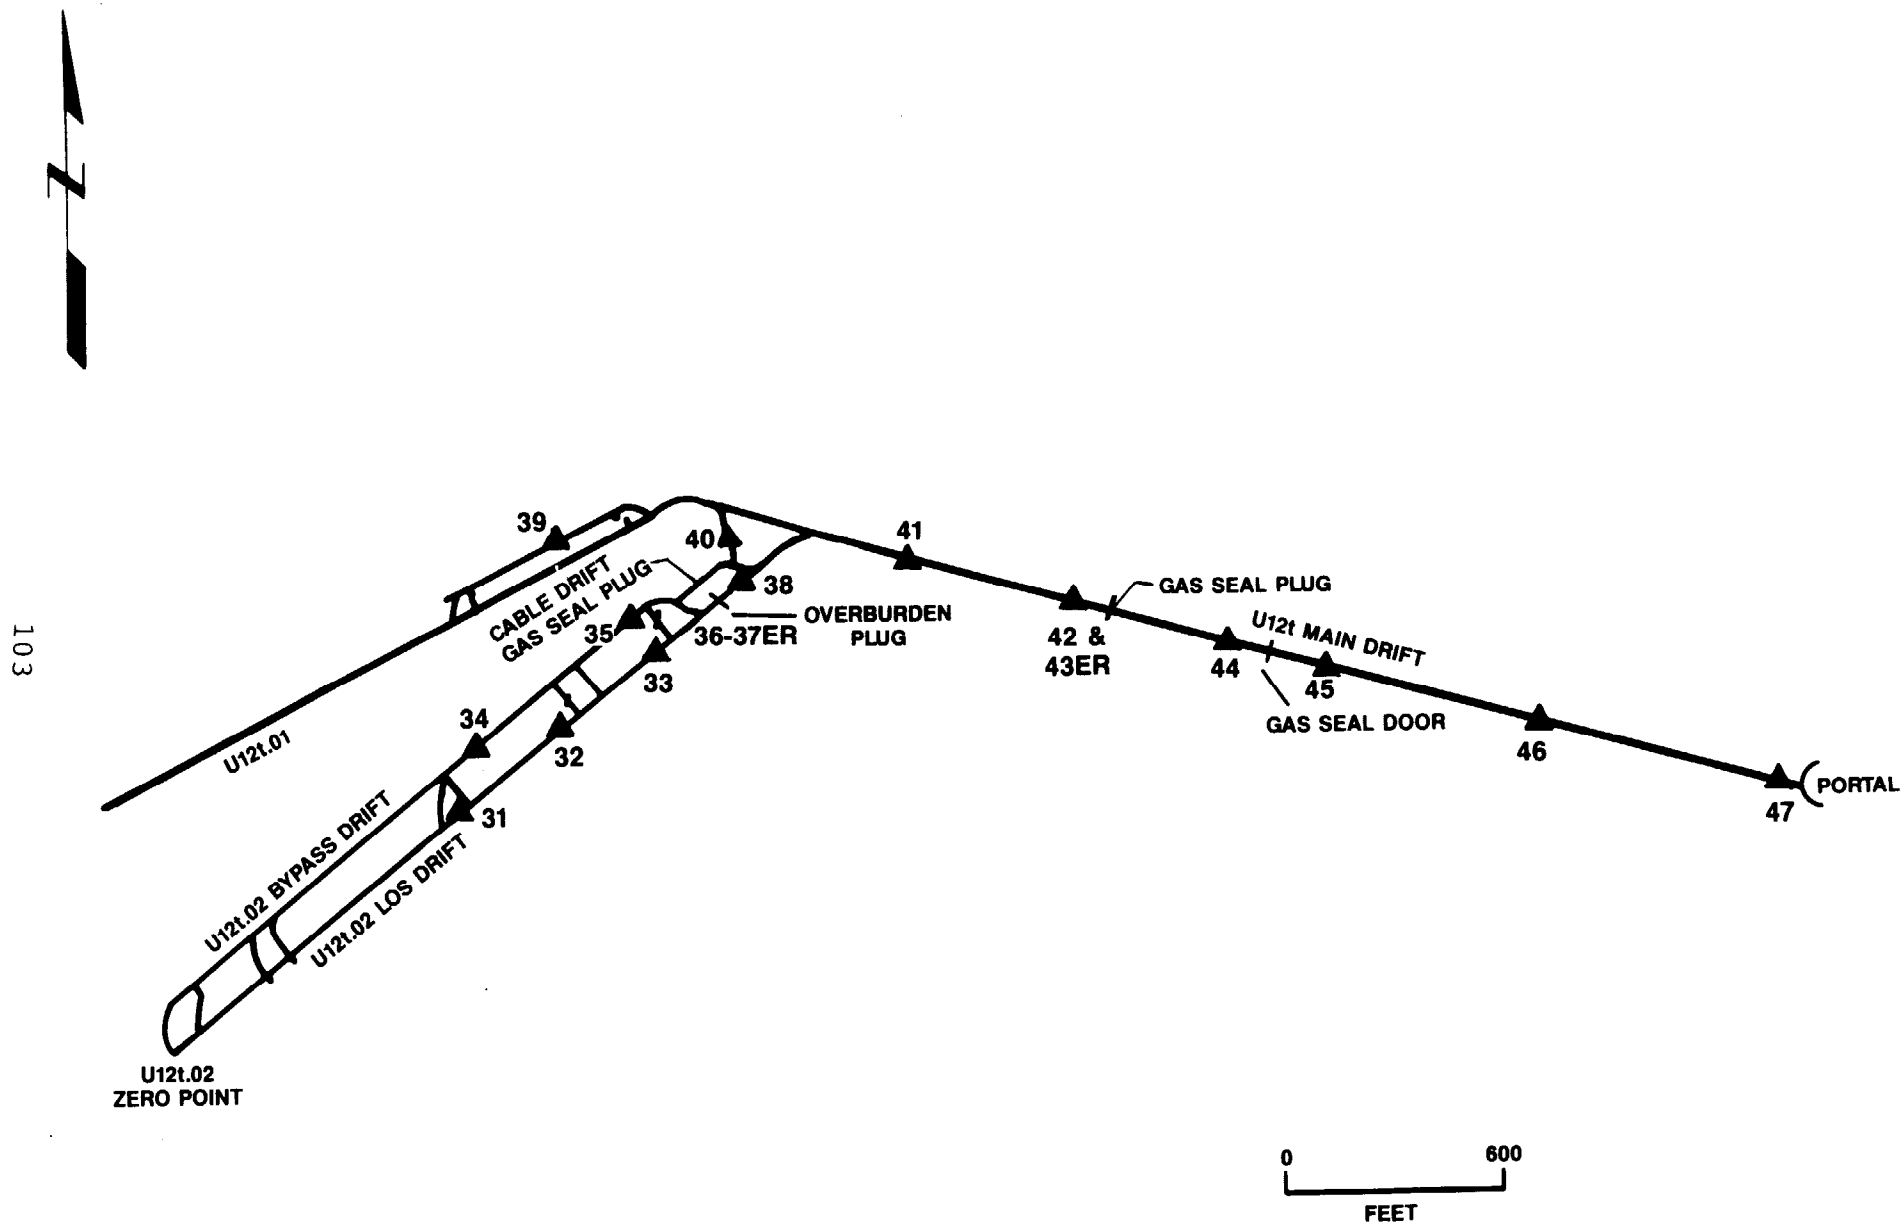 N
39
40
41
38
CABLE DRIFT
GAS SEAL PLUG
GAS SEAL PLUG
OVERBURDEN
PLUG
35
36-37ER
42 &
43ER
U12t MAIN DRIFT
44
45
33
GAS SEAL DOOR
34
32
46
U12t.01
PORTAL
47
31
U12t.02 BYPASS DRIFT
U12t.02 LOS DRIFT
U12t.02
ZERO POINT
0
600
FEET
103